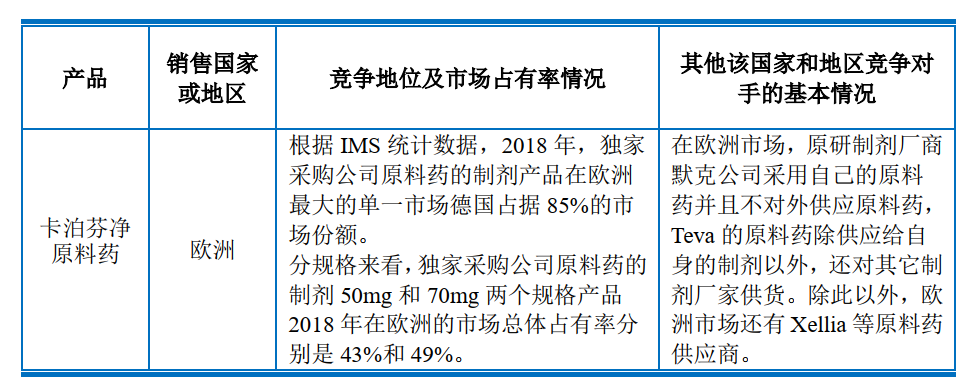 产品
销售国家
或地区
竞争地位及市场占有率情况
其他该国家和地区竞争对
手的基本情况
卡泊芬净
原料药
欧洲
根据 IMS 统计数据，2018 年，独家
采购公司原料药的制剂产品在欧洲
最大的单一市场德国占据 85%的市
场份额。
分规格来看，独家采购公司原料药的
制剂 50mg 和 70mg 两个规格产品
2018 年在欧洲的市场总体占有率分
别是 43%和 49%。
在欧洲市场，原研制剂厂商
默克公司采用自己的原料
药并且不对外供应原料药，
Teva 的原料药除供应给自
身的制剂以外，还对其它制
剂厂家供货。除此以外，欧
洲市场还有 Xellia 等原料药
供应商。